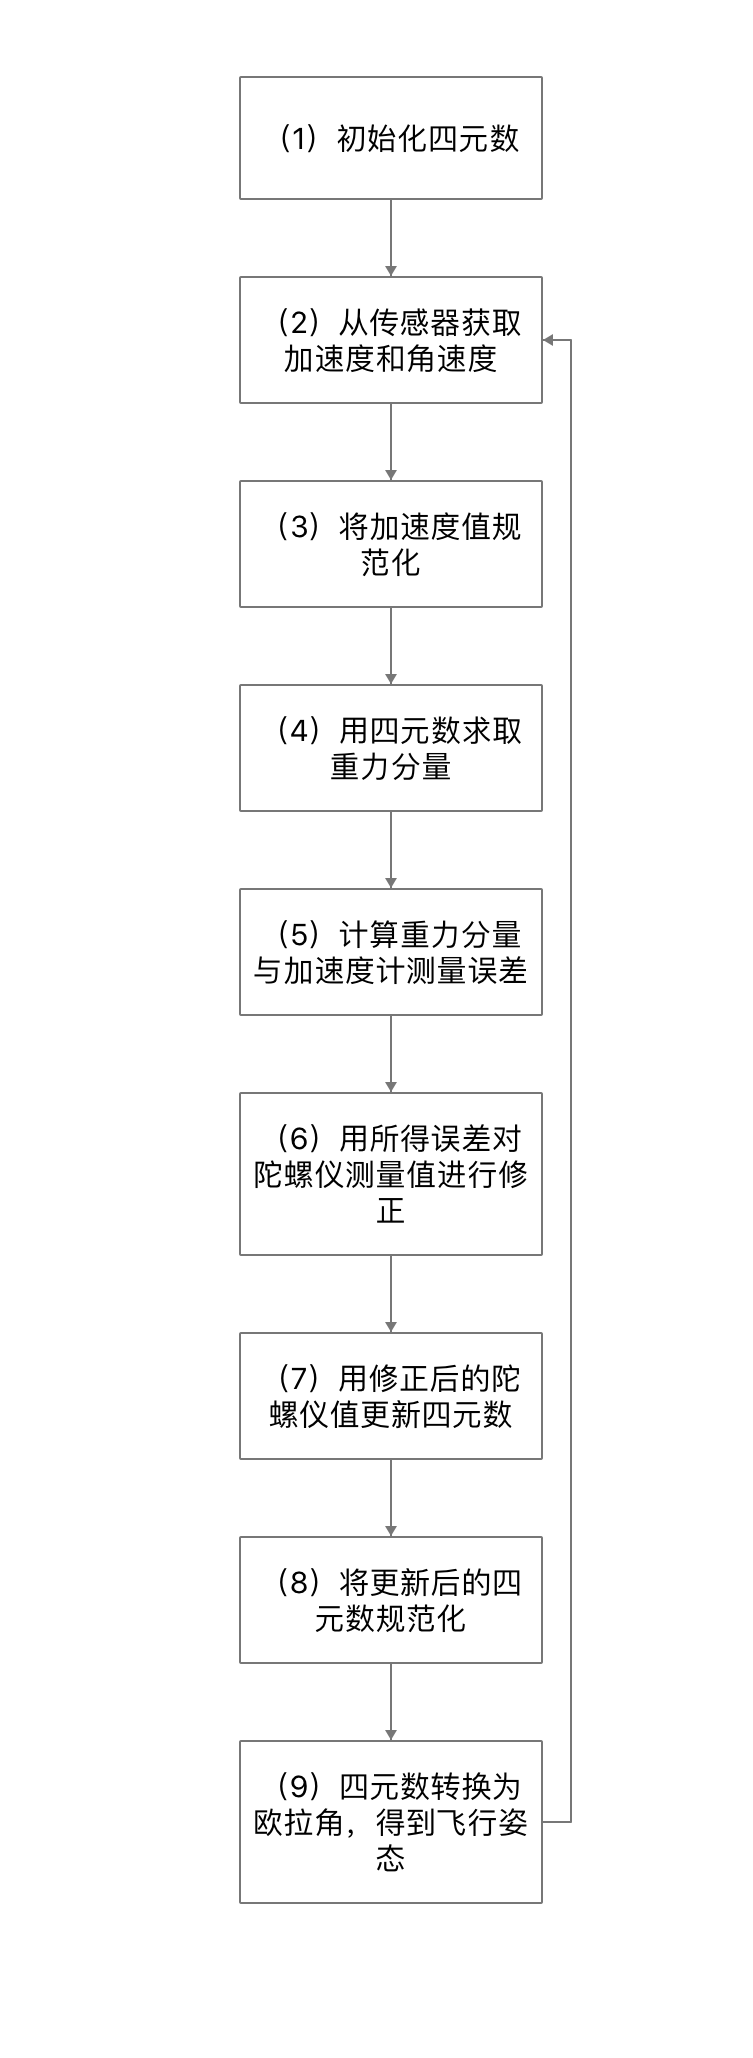 （1）初始化四元数
（2）从传感器获取
加速度和角速度
（3）将加速度值规
范化
（4）用四元数求取
重力分量
（5）计算重力分量
与加速度计测量误差
（6）用所得误差对
陀螺仪测量值进行修
正
（7）用修正后的陀
螺仪值更新四元数
（8）将更新后的四
元数规范化
（9）四元数转换为
欧拉角，得到飞行姿
态